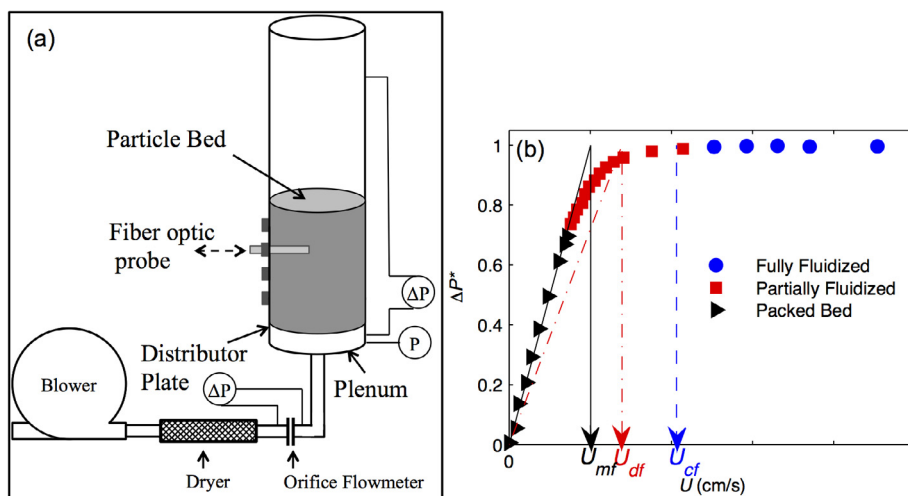 (a)
Particle Bed
Fiber optic
probe
ΔP
P
Distributor
Plate
Plenum
ΔP
Blower
Dryer
Orifice Flowmeter
(b)
1
0.8
0.6
0.4
0.2
0
ΔP*
Fully Fluidized
Partially Fluidized
Packed Bed
0
U_mf
U_df
U_cf
U (cm/s)